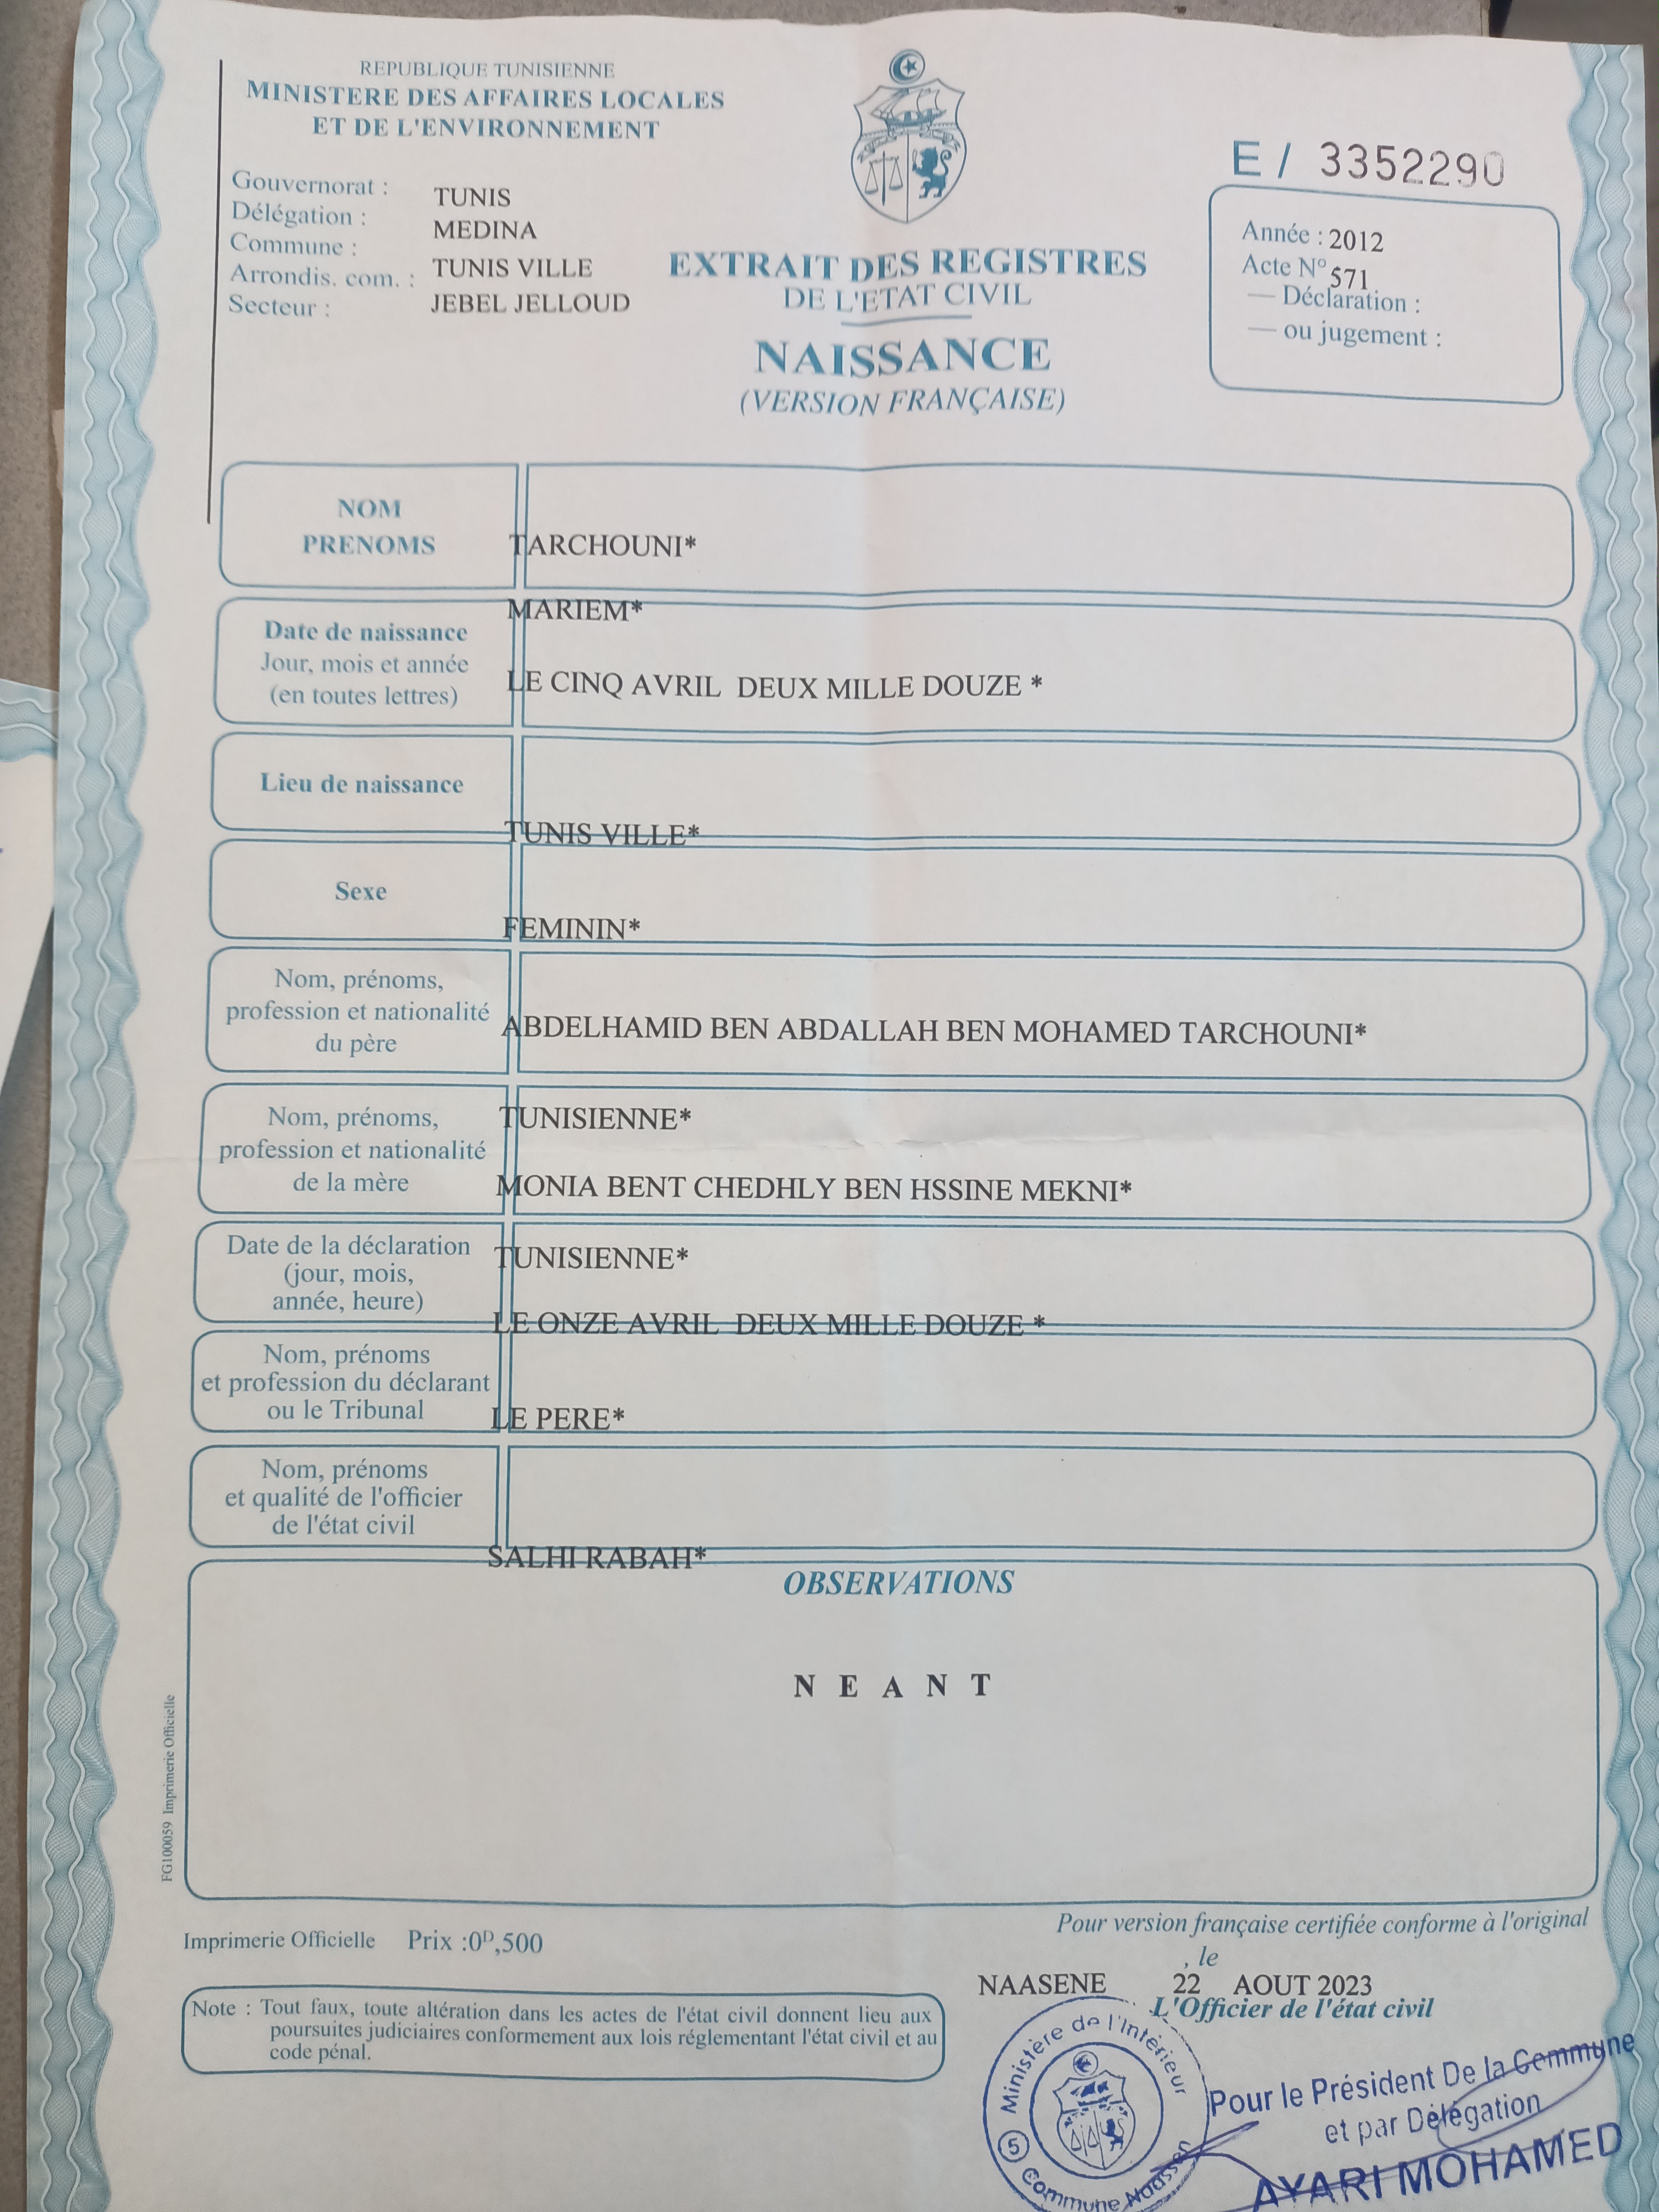 REPUBLIQUE TUNISIENNE
MINISTERE DES AFFAIRES LOCALES
ET DE L'ENVIRONNEMENT
Gouvernorat : TUNIS
Délégation : MEDINA
Commune :
Arrondis. com. : TUNIS VILLE
Secteur : JEBEL JELLOUD
EXTRAIT DES REGISTRES
DE L'ETAT CIVIL
NAISSANCE
(VERSION FRANÇAISE)
E / 3352290
Année : 2012
Acte N° 571
— Déclaration :
— ou jugement :
NOM
PRENOMS
TARCHOUNI*
MARIEM*
Date de naissance
Jour, mois et année
(en toutes lettres)
LE CINQ AVRIL DEUX MILLE DOUZE *
Lieu de naissance
TUNIS VILLE*
Sexe
FEMININ*
Nom, prénoms,
profession et nationalité
du père
ABDELHAMID BEN ABDALLAH BEN MOHAMED TARCHOUNI*
TUNISIENNE*
Nom, prénoms,
profession et nationalité
de la mère
MONIA BENT CHEDHLY BEN HSSINE MEKNI*
TUNISIENNE*
Date de la déclaration
(jour, mois,
année, heure)
LE ONZE AVRIL DEUX MILLE DOUZE *
Nom, prénoms
et profession du déclarant
ou le Tribunal
LE PERE*
Nom, prénoms
et qualité de l'officier
de l'état civil
SALHI RABAH*
OBSERVATIONS
N E A N T
FG100059 Imprimerie Officielle
Imprimerie Officielle Prix :0ᴰ,500
Pour version française certifiée conforme à l'original
, le
NAASENE 22 AOUT 2023
L'Officier de l'état civil
Note : Tout faux, toute altération dans les actes de l'état civil donnent lieu aux
poursuites judiciaires conformement aux lois réglementant l'état civil et au
code pénal.
Ministère de l'Intérieur
5 Commune Naassen
Pour le Président De la Commune
et par Délégation
AYARI MOHAMED